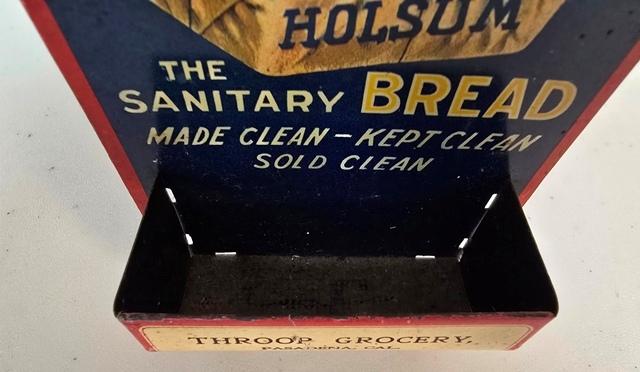 HOLSUM
THE
SANITARY BREAD
MADE CLEAN - KEPT CLEAN
SOLD CLEAN
THROOP GROCERY,
PASADENA, CAL.